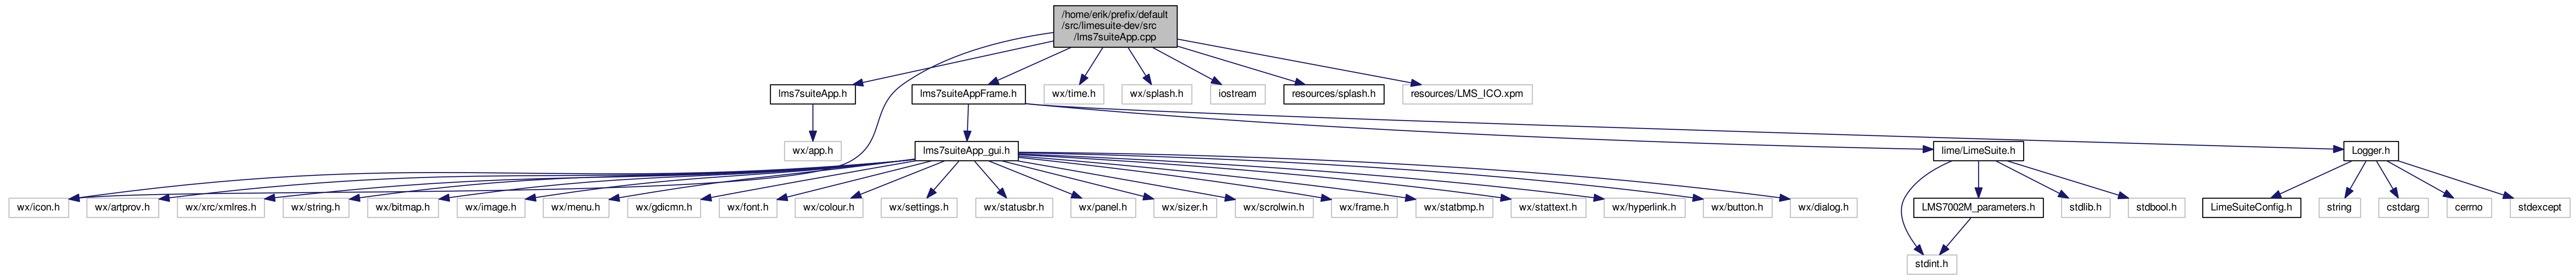 /home/erik/prefix/default
/src/limesuite-dev/src
/lms7suiteApp.cpp
lms7suiteApp.h
lms7suiteAppFrame.h
wx/time.h
wx/splash.h
iostream
resources/splash.h
resources/LMS_ICO.xpm
wx/app.h
lms7suiteApp_gui.h
lime/LimeSuite.h
Logger.h
wx/icon.h
wx/artprov.h
wx/xrc/xmlres.h
wx/string.h
wx/bitmap.h
wx/image.h
wx/menu.h
wx/gdicmn.h
wx/font.h
wx/colour.h
wx/settings.h
wx/statusbr.h
wx/panel.h
wx/sizer.h
wx/scrolwin.h
wx/frame.h
wx/statbmp.h
wx/stattext.h
wx/hyperlink.h
wx/button.h
wx/dialog.h
LMS7002M_parameters.h
stdlib.h
stdbool.h
LimeSuiteConfig.h
string
cstdarg
cerrno
stdexcept
stdint.h